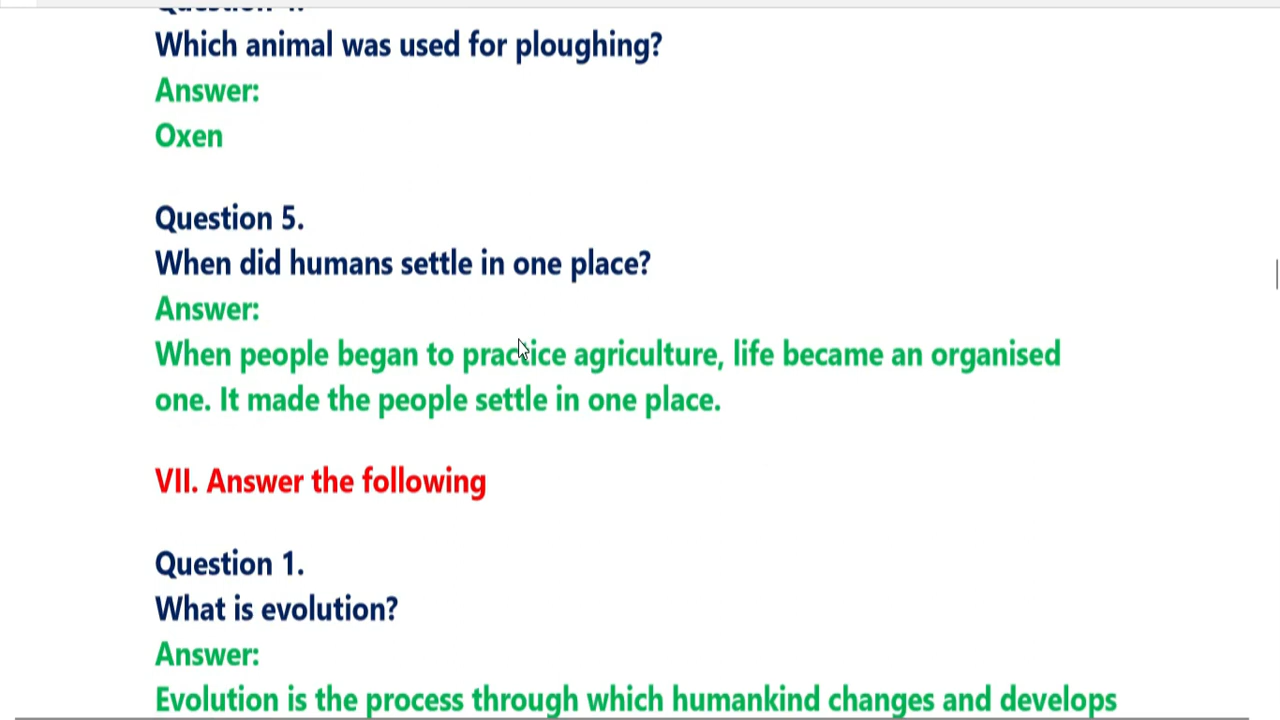 Which animal was used for ploughing?
Answer:
Oxen
Question 5.
When did humans settle in one place?
Answer:
When people began to practice agriculture, life became an organised
one. It made the people settle in one place.
VII. Answer the following
Question 1.
What is evolution?
Answer:
Evolution is the process through which humankind changes and develops